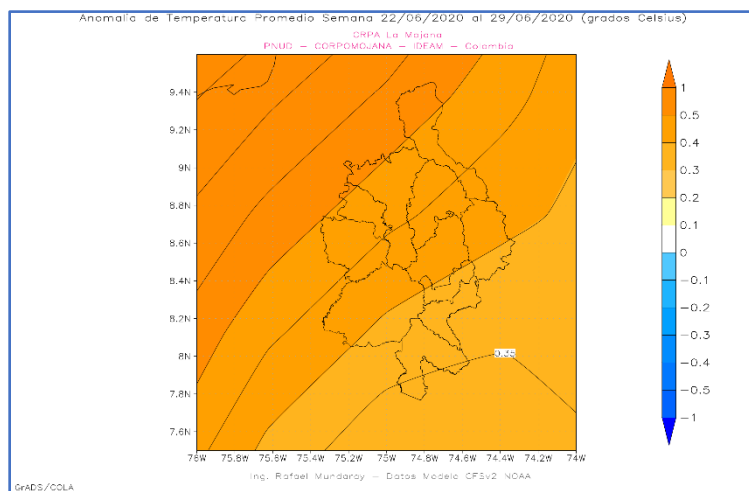 Anomalía de Temperatura Promedio Semana 22/06/2020 al 29/06/2020 (grados Celsius)
CRPA La Mojana
PNUD – CORPOMOJANA – IDEAM – Colombia
9.4N
9.2N
9N
8.8N
8.6N
8.4N
8.2N
8N
7.8N
7.6N
0.35
76W 75.8W 75.6W 75.4W 75.2W 75W 74.8W 74.6W 74.4W 74.2W 74W
1
0.5
0.4
0.3
0.2
0.1
0
−0.1
−0.2
−0.3
−0.4
−0.5
−1
Ing. Rafael Mundaray – Datos Modelo CFSv2 NOAA
GrADS/COLA